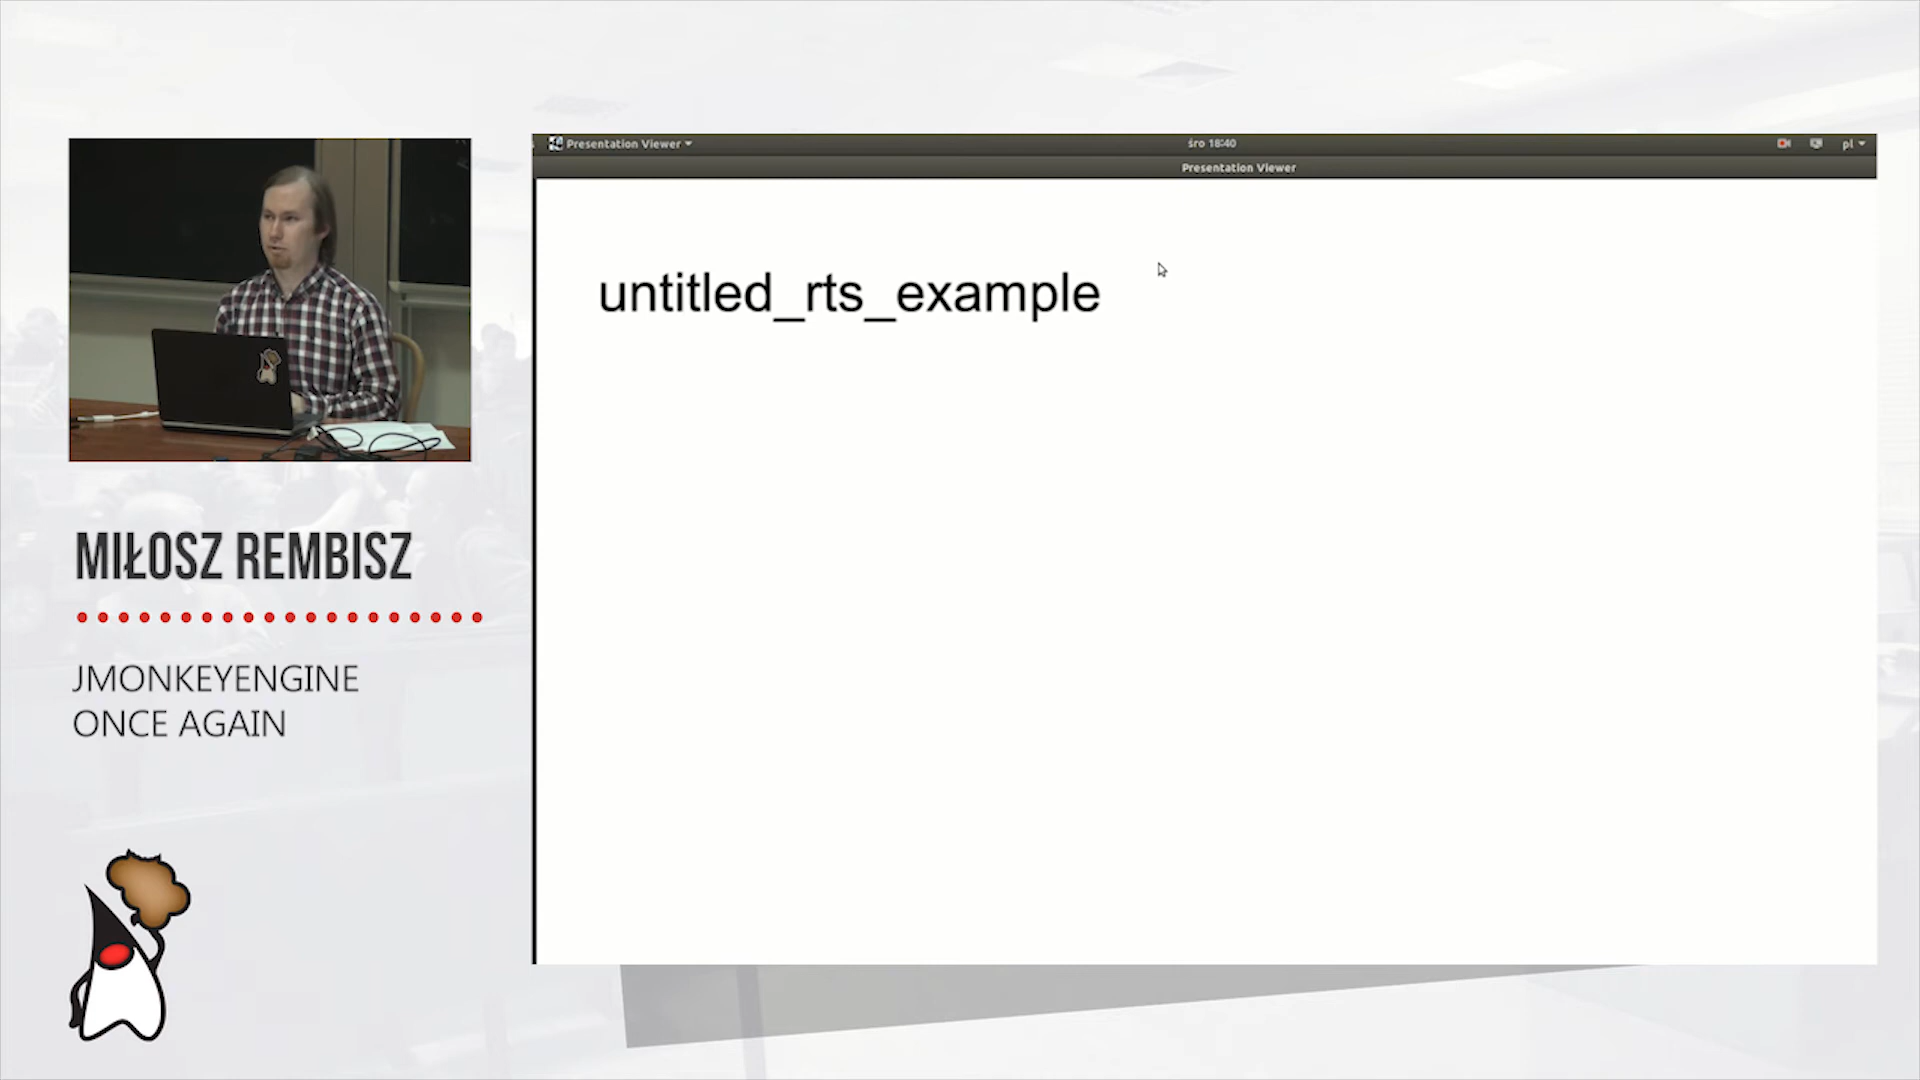 Presentation Viewer
śro 18:40
pl
Presentation Viewer
untitled_rts_example
MIŁOSZ REMBISZ
JMONKEYENGINE
ONCE AGAIN